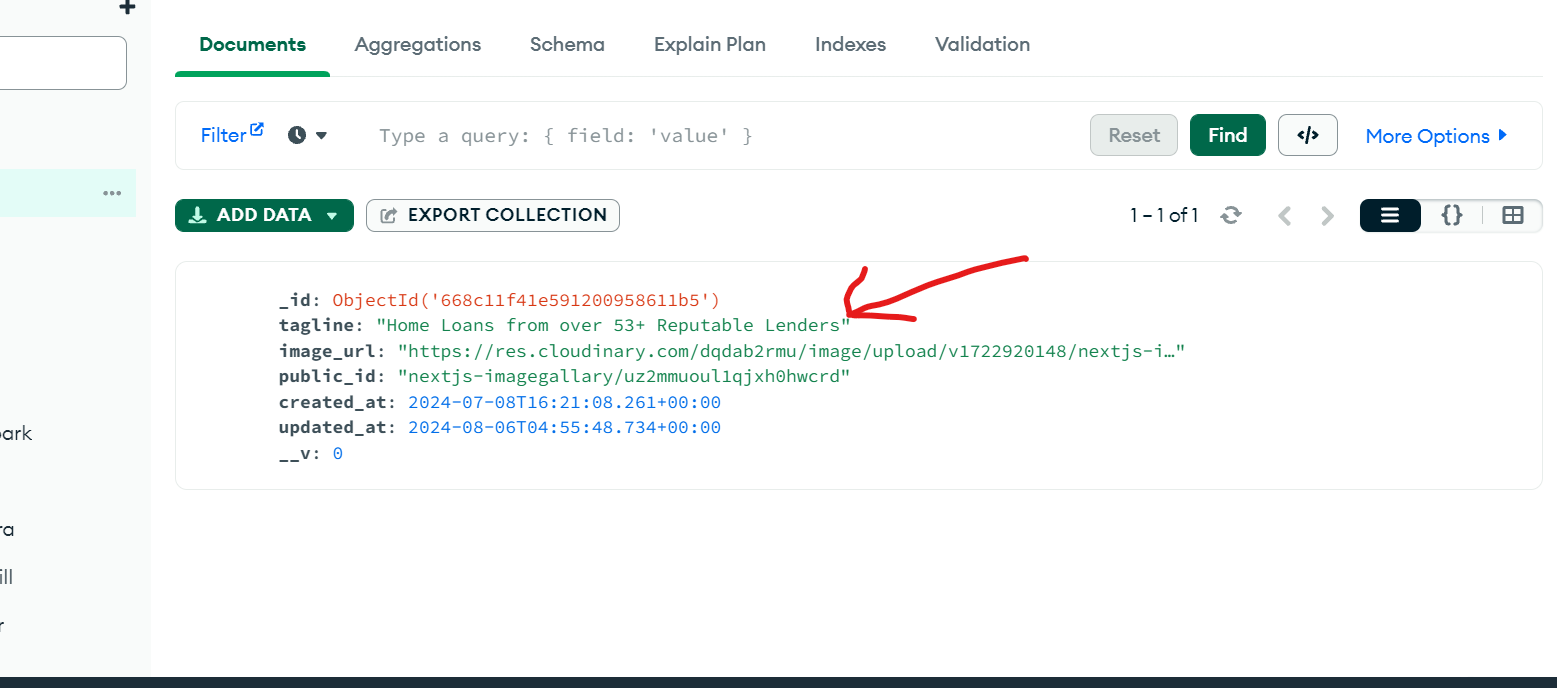 +
Documents Aggregations Schema Explain Plan Indexes Validation
Filter Type a query: { field: 'value' } Reset Find </> More Options
ADD DATA EXPORT COLLECTION 1 – 1 of 1 {}
_id: ObjectId('668c11f41e591200958611b5')
tagline: "Home Loans from over 53+ Reputable Lenders"
image_url: "https://res.cloudinary.com/dqdab2rmu/image/upload/v1722920148/nextjs-i…"
public_id: "nextjs-imagegallary/uz2mmuoul1qjxh0hwcrd"
created_at: 2024-07-08T16:21:08.261+00:00
updated_at: 2024-08-06T04:55:48.734+00:00
ark
__v: 0
ra
ill
r